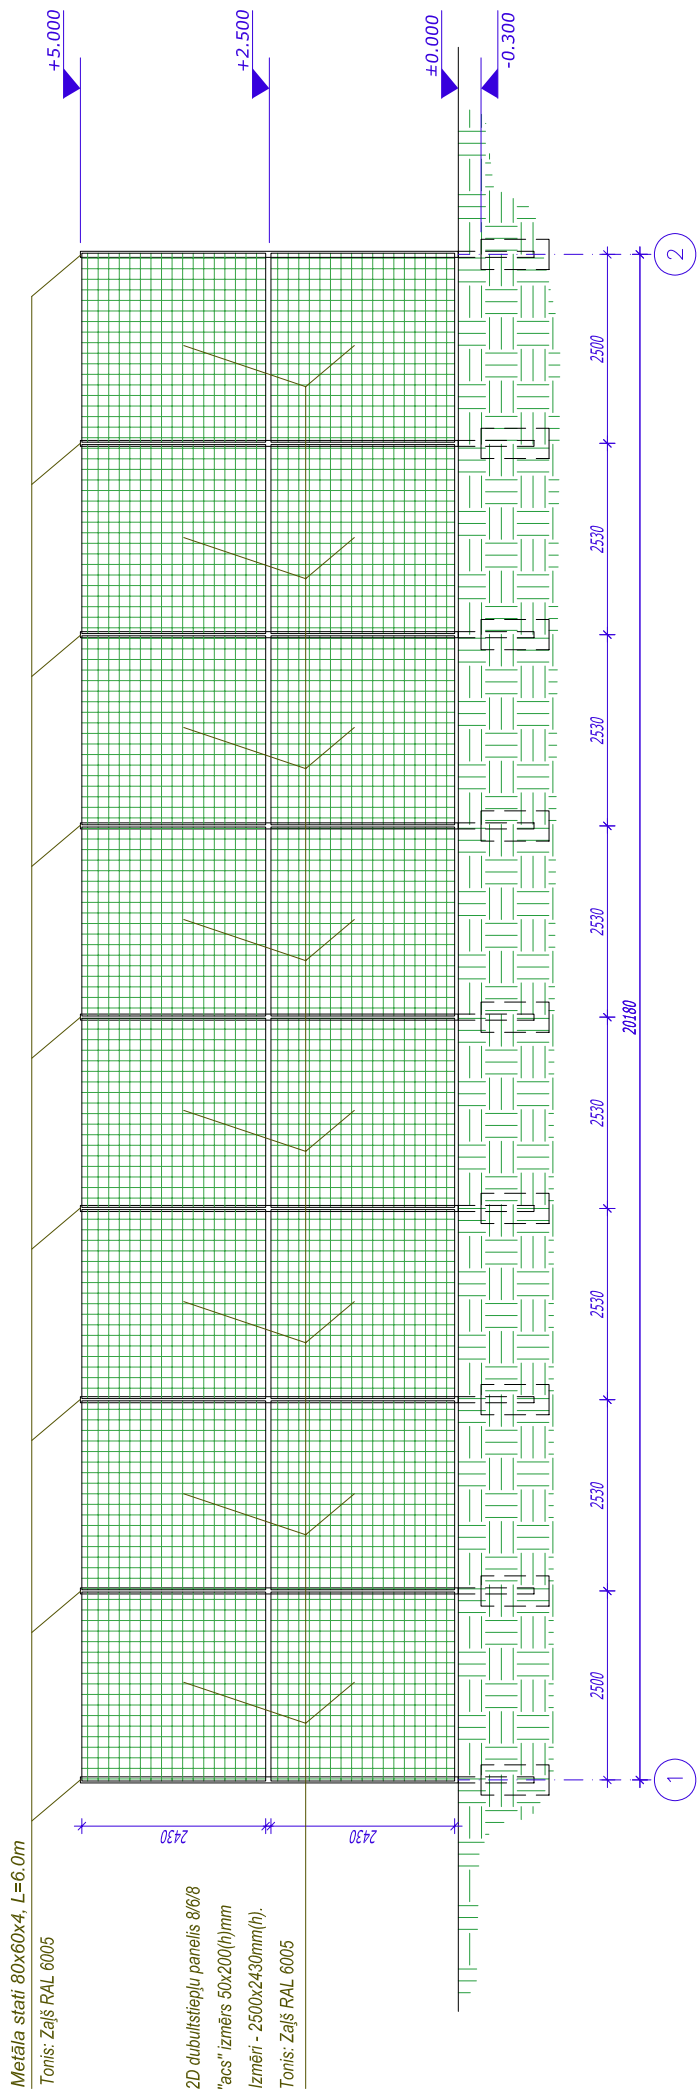 +5.000
+2.500
±0.000
-0.300
Metāla stati 80x60x4, L=6.0m
Tonis: Zaļš RAL 6005
2D dubultstiepļu panelis 8/6/8
"acs" izmērs 50x200(h)mm
Izmēri - 2500x2430mm(h).
Tonis: Zaļš RAL 6005
2430
2430
2500
2530
2530
2530
2530
2530
2530
2500
20180
1
2